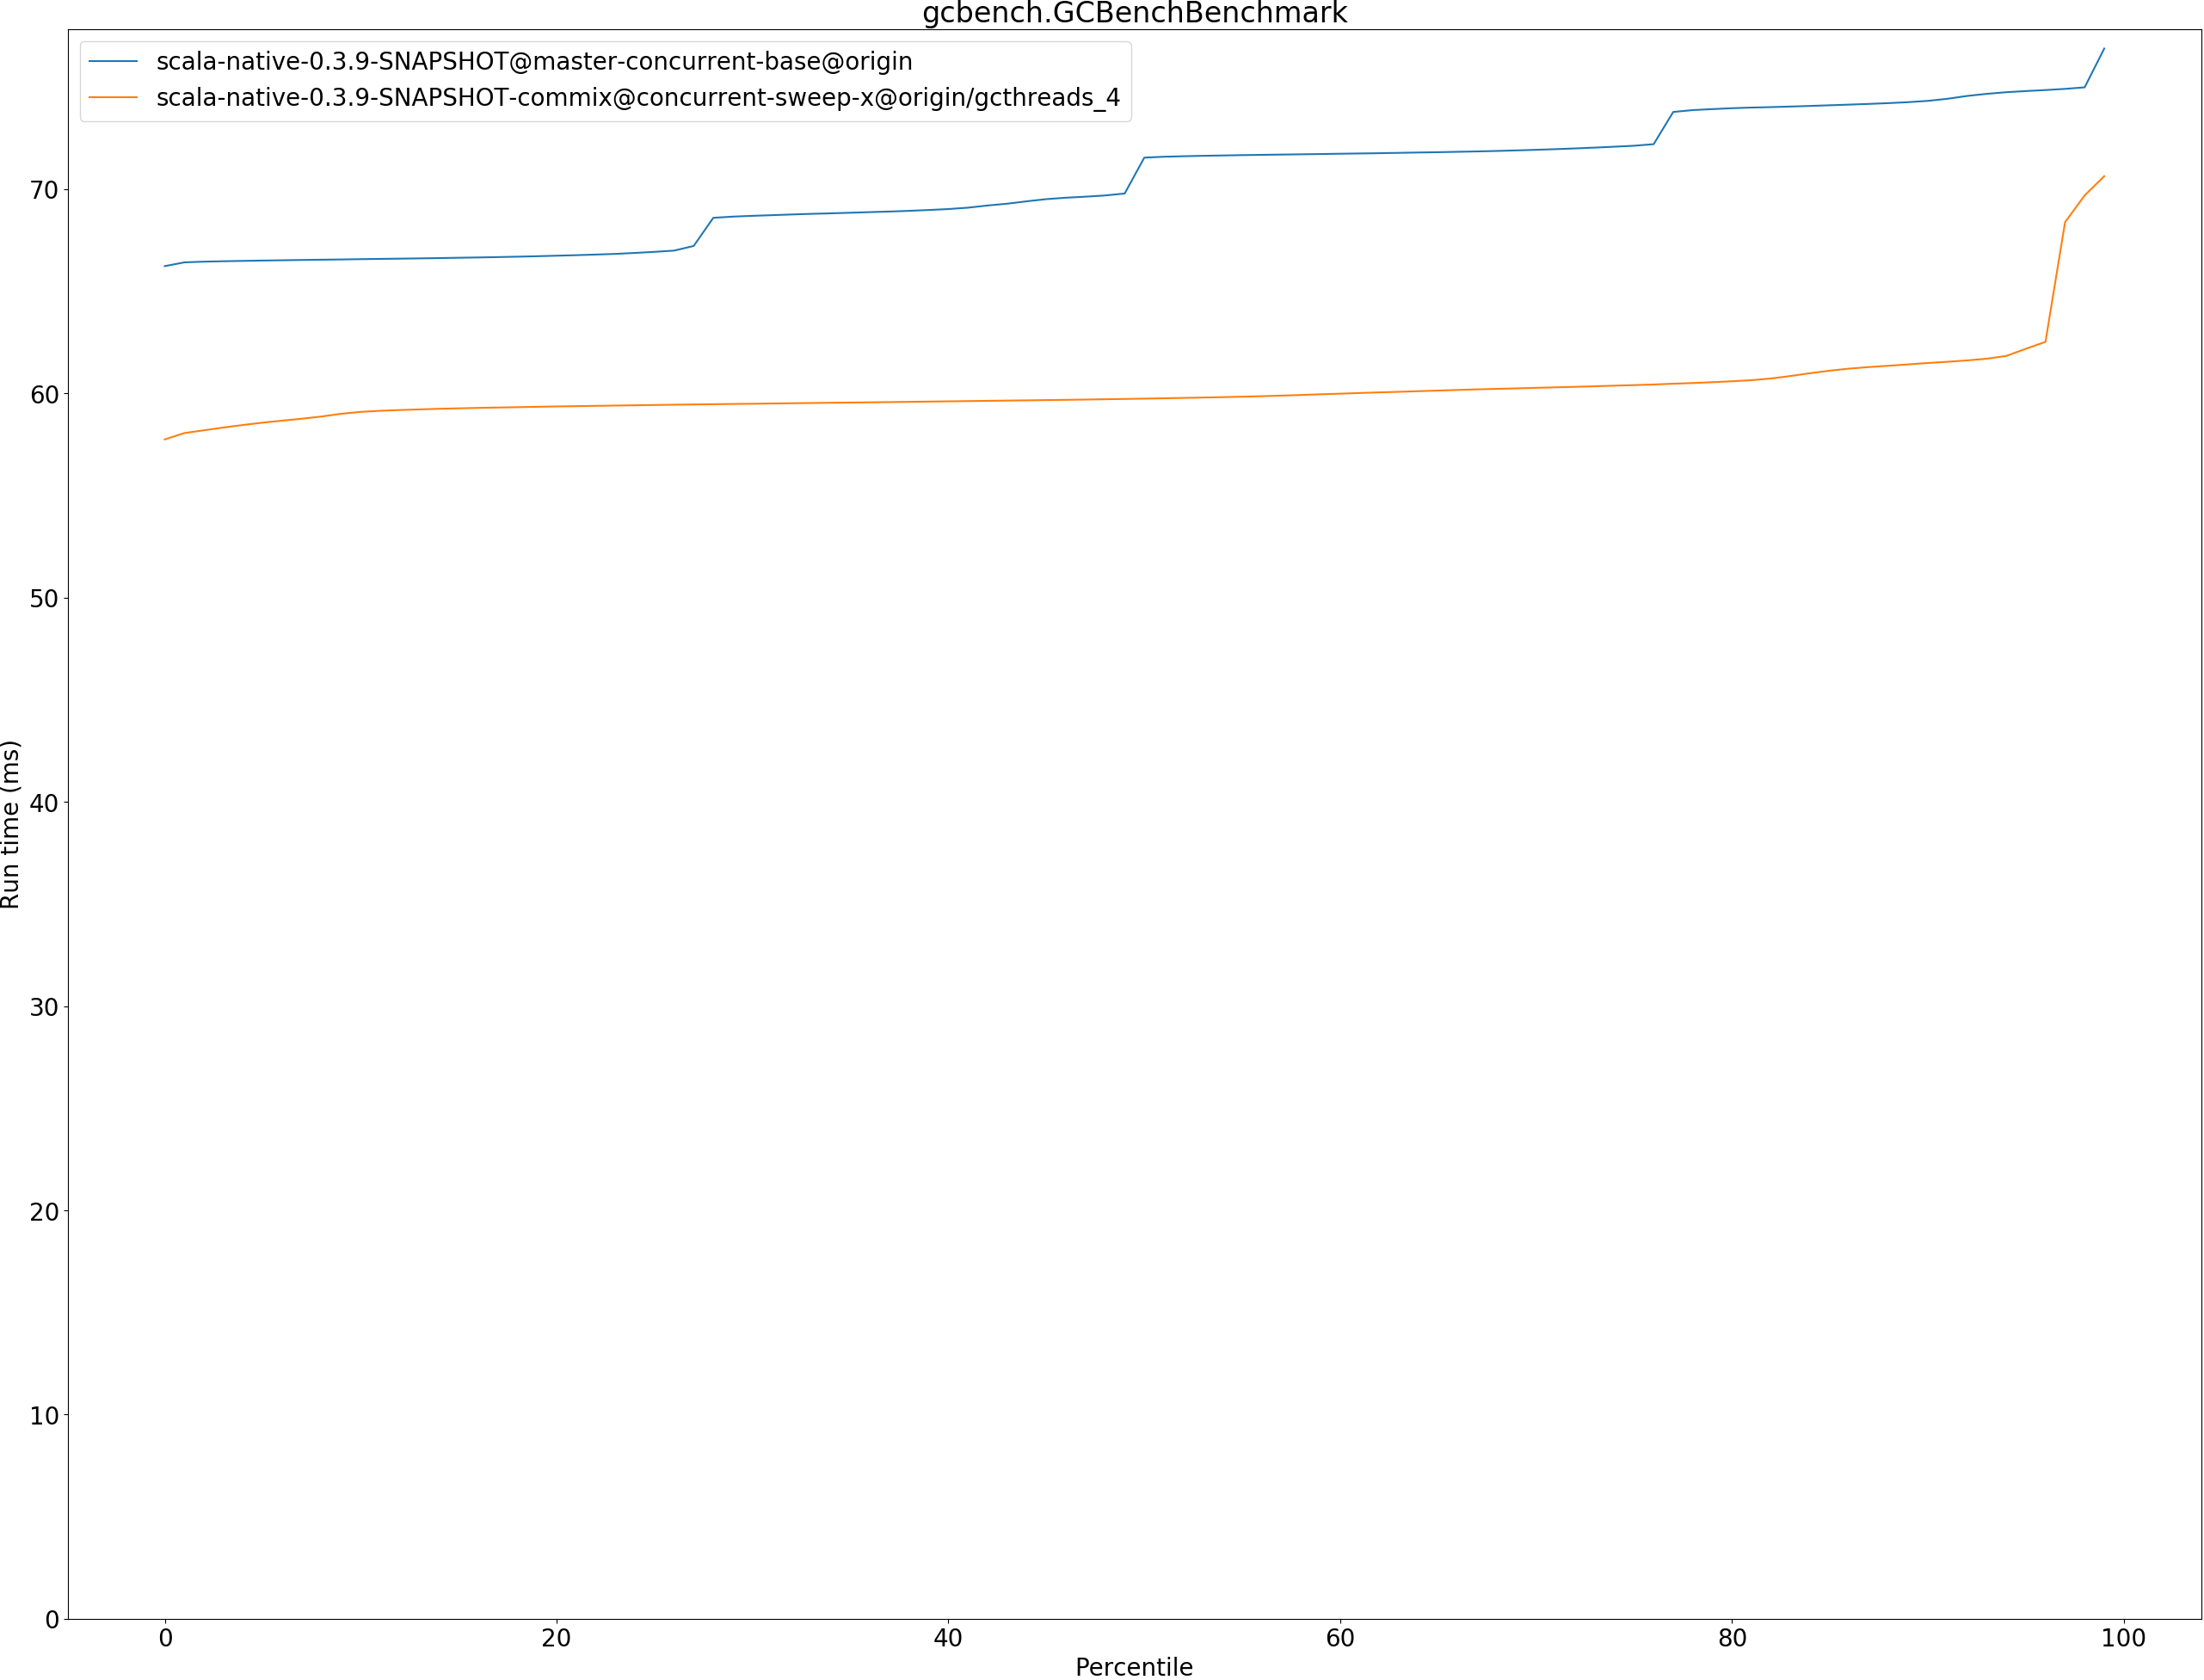 gcbench.GCBenchBenchmark
scala-native-0.3.9-SNAPSHOT@master-concurrent-base@origin
scala-native-0.3.9-SNAPSHOT-commix@concurrent-sweep-x@origin/gcthreads_4
Run time (ms)
70
60
50
40
30
20
10
0
0 20 40 60 80 100
Percentile